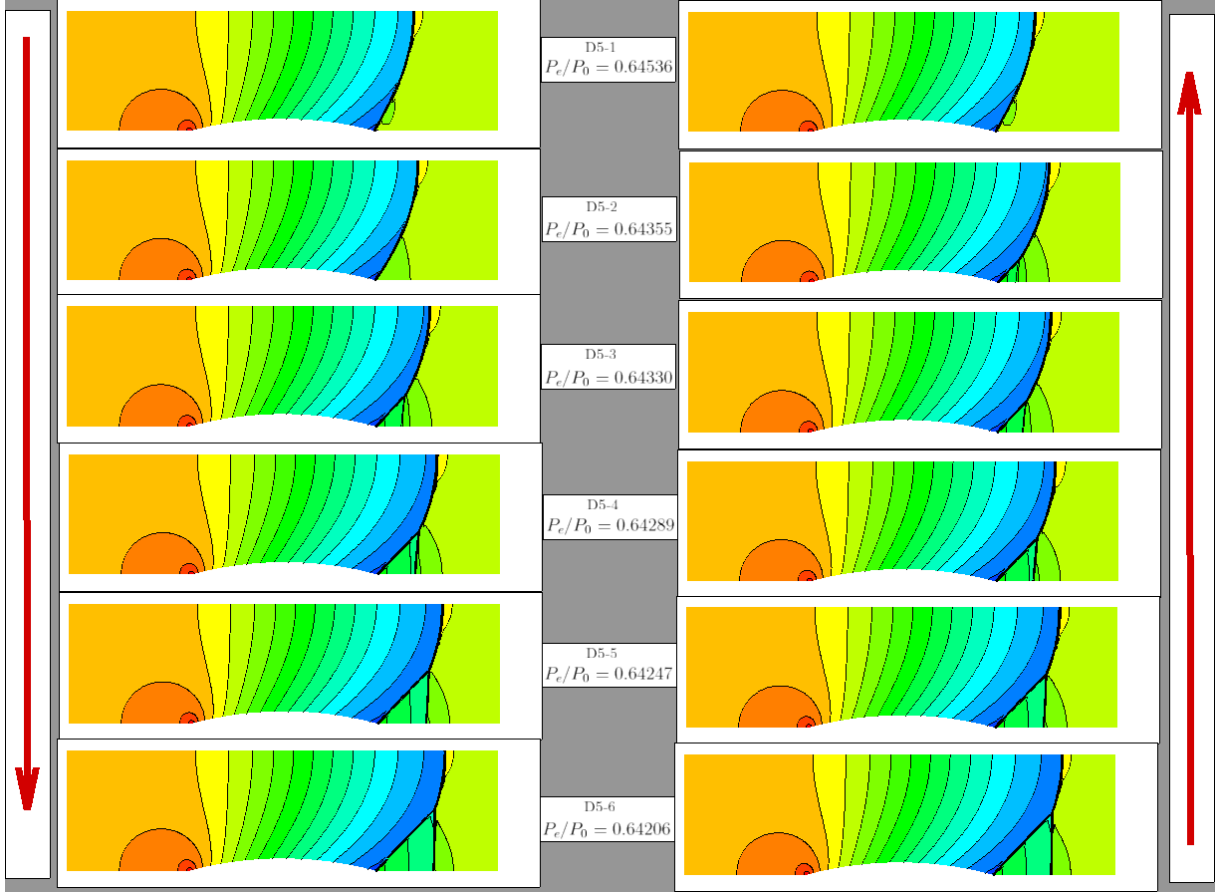 D5-1
P_e/P_0 = 0.64536
D5-2
P_e/P_0 = 0.64355
D5-3
P_e/P_0 = 0.64330
D5-4
P_e/P_0 = 0.64289
D5-5
P_e/P_0 = 0.64247
D5-6
P_e/P_0 = 0.64206